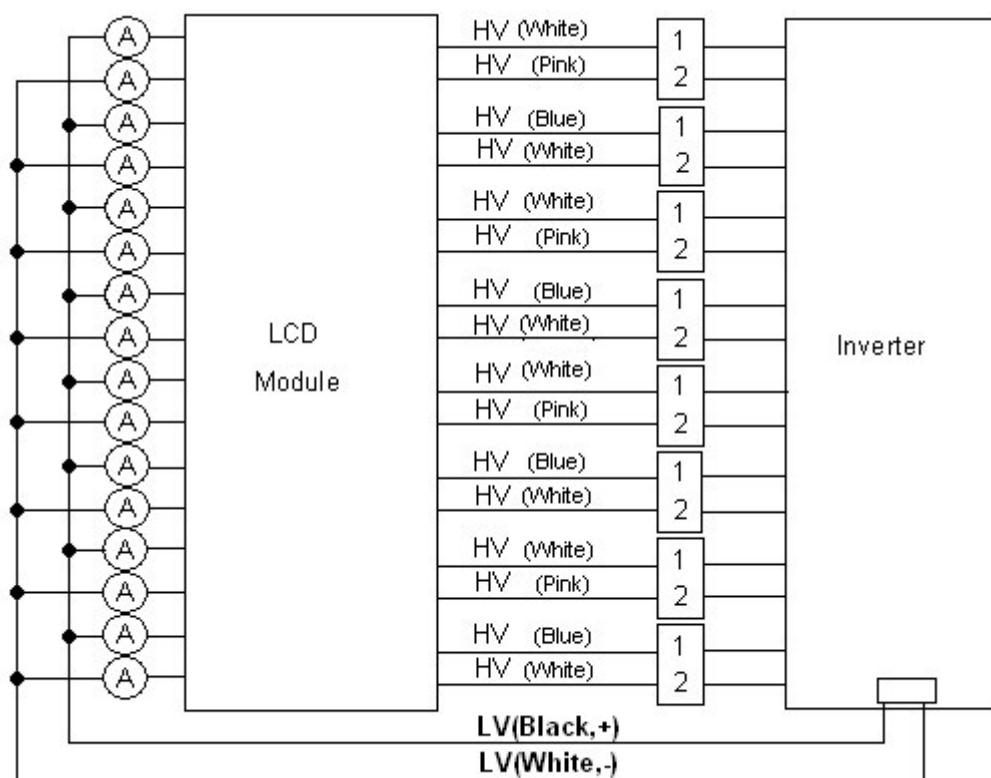 A HV (White) 1
A HV (Pink) 2
A HV (Blue) 1
A HV (White) 2
A HV (White) 1
A HV (Pink) 2
A HV (Blue) 1
A HV (White) 2
LCD
Module
Inverter
A HV (White) 1
A HV (Pink) 2
A HV (Blue) 1
A HV (White) 2
A HV (White) 1
A HV (Pink) 2
A HV (Blue) 1
A HV (White) 2
LV(Black,+)
LV(White,-)